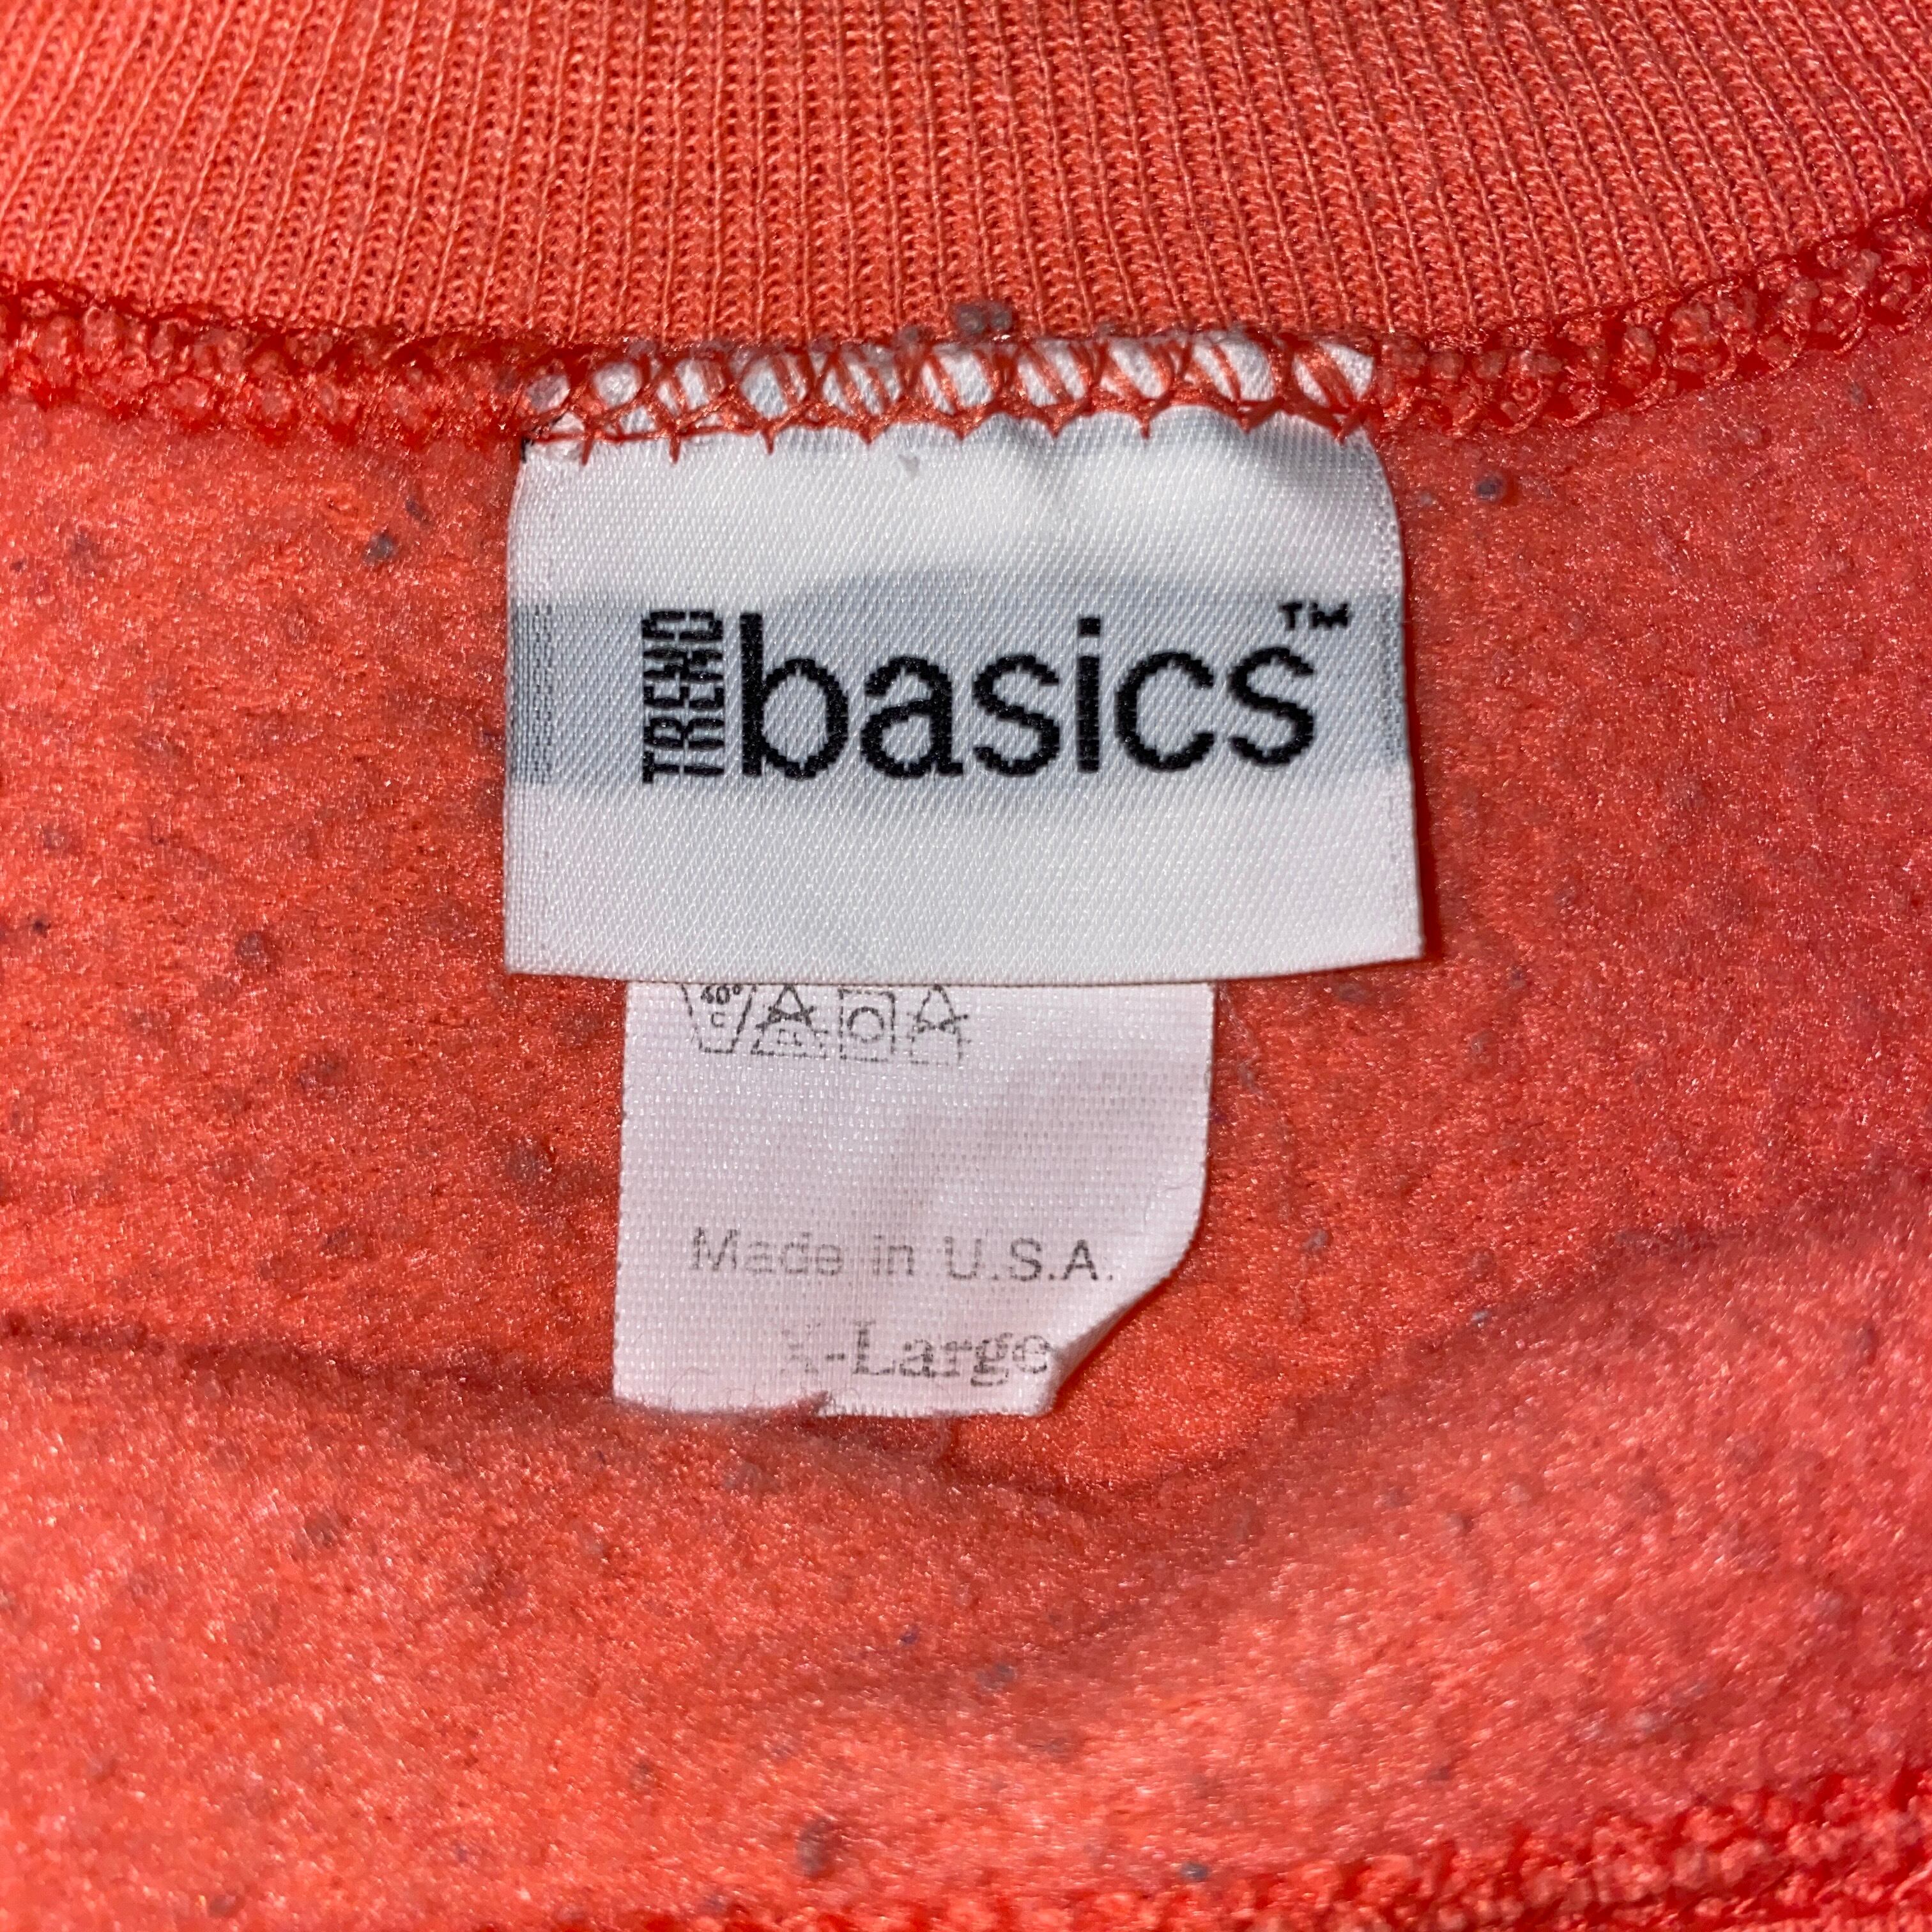 TREND basics™
40°
C
Made in U.S.A.
X-Large